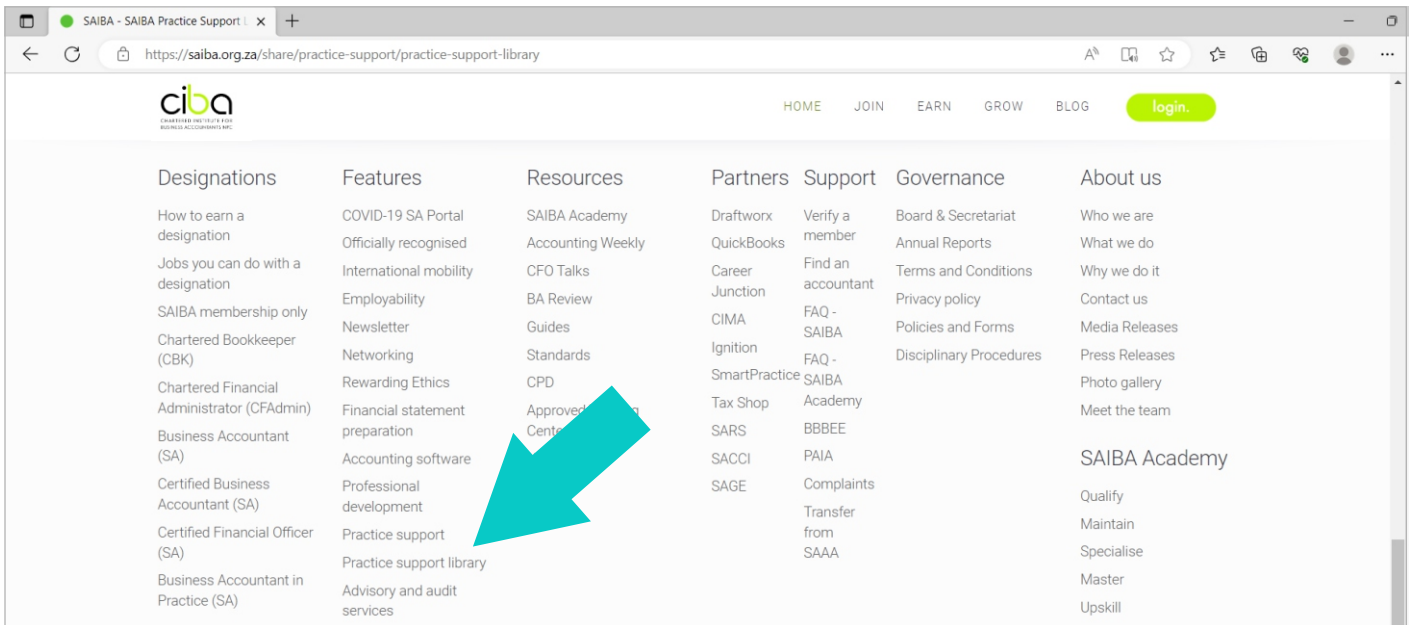 SAIBA - SAIBA Practice Support L
https://saiba.org.za/share/practice-support/practice-support-library
ciba
CHARTERED INSTITUTE FOR
BUSINESS ACCOUNTANTS NPC
HOME JOIN EARN GROW BLOG login.
Designations
How to earn a
designation
Jobs you can do with a
designation
SAIBA membership only
Chartered Bookkeeper
(CBK)
Chartered Financial
Administrator (CFAdmin)
Business Accountant
(SA)
Certified Business
Accountant (SA)
Certified Financial Officer
(SA)
Business Accountant in
Practice (SA)
Features
COVID-19 SA Portal
Officially recognised
International mobility
Employability
Newsletter
Networking
Rewarding Ethics
Financial statement
preparation
Accounting software
Professional
development
Practice support
Practice support library
Advisory and audit
services
Resources
SAIBA Academy
Accounting Weekly
CFO Talks
BA Review
Guides
Standards
CPD
Approved
Partners
Draftworx
QuickBooks
Career
Junction
CIMA
Ignition
SmartPractice
Tax Shop
SARS
SACCI
SAGE
Support
Verify a
member
Find an
accountant
FAQ -
SAIBA
FAQ -
SAIBA
Academy
BBBEE
PAIA
Complaints
Transfer
from
SAAA
Governance
Board & Secretariat
Annual Reports
Terms and Conditions
Privacy policy
Policies and Forms
Disciplinary Procedures
About us
Who we are
What we do
Why we do it
Contact us
Media Releases
Press Releases
Photo gallery
Meet the team
SAIBA Academy
Qualify
Maintain
Specialise
Master
Upskill